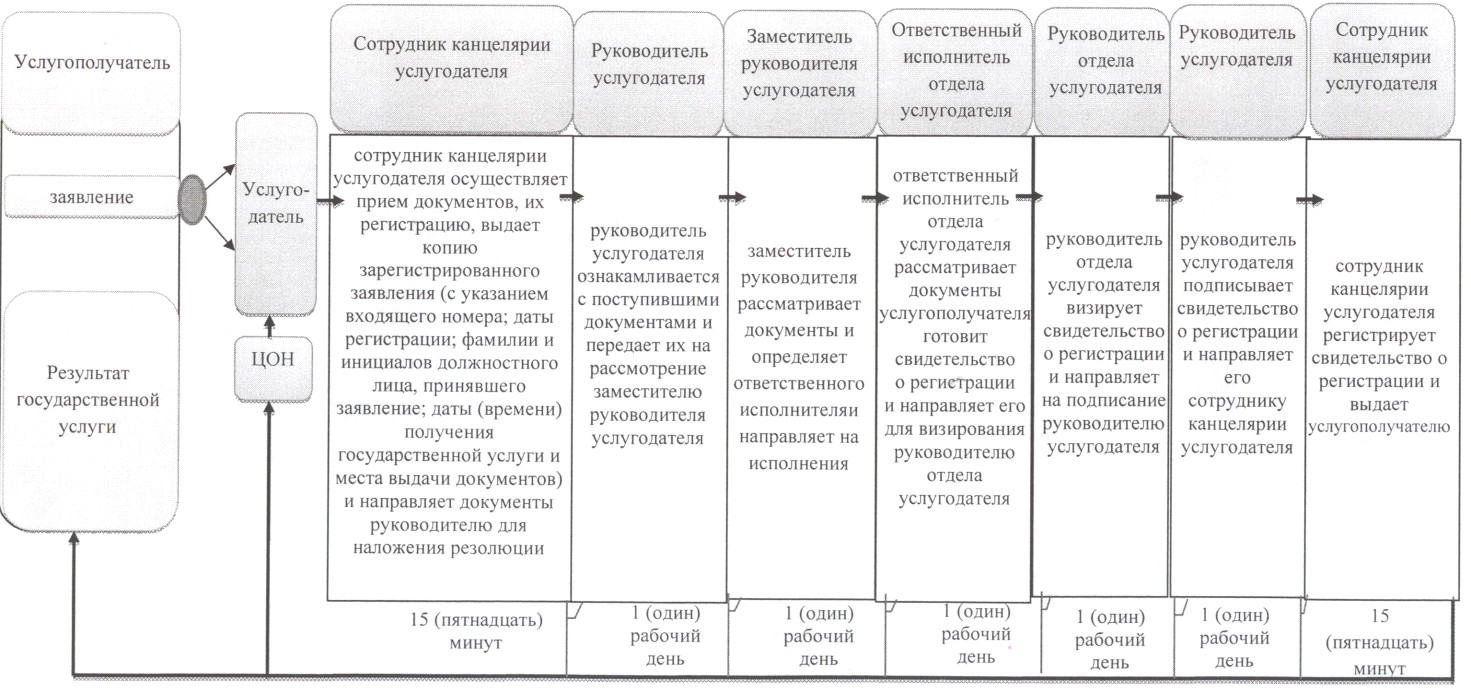 Услугополучатель
заявление
Результат
государственной
услуги
Услуго-
датель
ЦОН
Сотрудник канцелярии
услугодателя
сотрудник канцелярии
услугодателя осуществляет
прием документов, их
регистрацию, выдает
копию
зарегистрированного
заявления (с указанием
входящего номера; даты
регистрации; фамилии и
инициалов должностного
лица, принявшего
заявление; даты (времени)
получения
государственной услуги и
места выдачи документов)
и направляет документы
руководителю для
наложения резолюции
15 (пятнадцать)
минут
Руководитель
услугодателя
руководитель
услугодателя
ознакамливается
с поступившими
документами и
передает их на
рассмотрение
заместителю
руководителя
услугодателя
1 (один)
рабочий
день
Заместитель
руководителя
услугодателя
заместитель
руководителя
рассматривает
документы и
определяет
ответственного
исполнителяи
направляет на
исполнения
1 (один)
рабочий
день
Ответственный
исполнитель
отдела
услугодателя
ответственный
исполнитель
отдела
услугодателя
рассматривает
документы
услугополучателя
готовит
свидетельство
о регистрации
и направляет его
для визирования
руководителю
отдела
услугодателя
1 (один)
рабочий
день
Руководитель
отдела
услугодателя
руководитель
отдела
услугодателя
визирует
свидетельство
о регистрации
и направляет
на подписание
руководителю
услугодателя
1 (один)
рабочий
день
Руководитель
услугодателя
руководитель
услугодателя
подписывает
свидетельство
о регистрации
и направляет
его
сотруднику
канцелярии
услугодателя
1 (один)
рабочий
день
Сотрудник
канцелярии
услугодателя
сотрудник
канцелярии
услугодателя
регистрирует
свидетельство о
регистрации и
выдает
услугополучателю
15
(пятнадцать)
минут